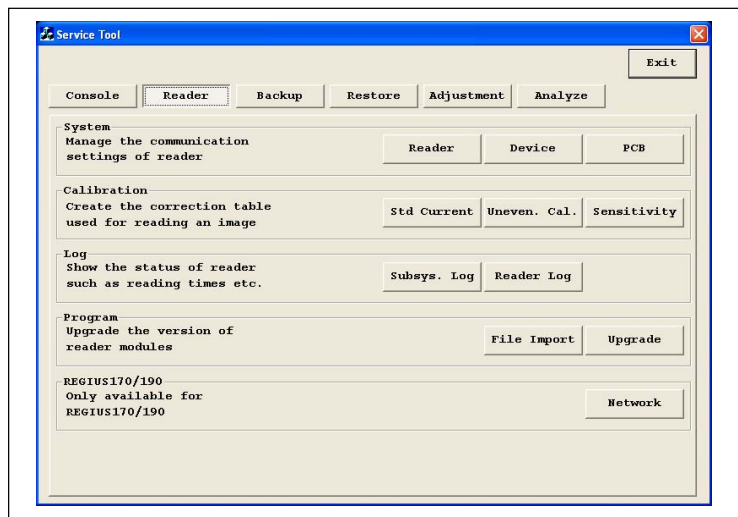 Service Tool
Exit
Console Reader Backup Restore Adjustment Analyze
System
Manage the communication
settings of reader
Reader Device PCB
Calibration
Create the correction table
used for reading an image
Std Current Uneven. Cal. Sensitivity
Log
Show the status of reader
such as reading times etc.
Subsys. Log Reader Log
Program
Upgrade the version of
reader modules
File Import Upgrade
REGIUS170/190
Only available for
REGIUS170/190
Network